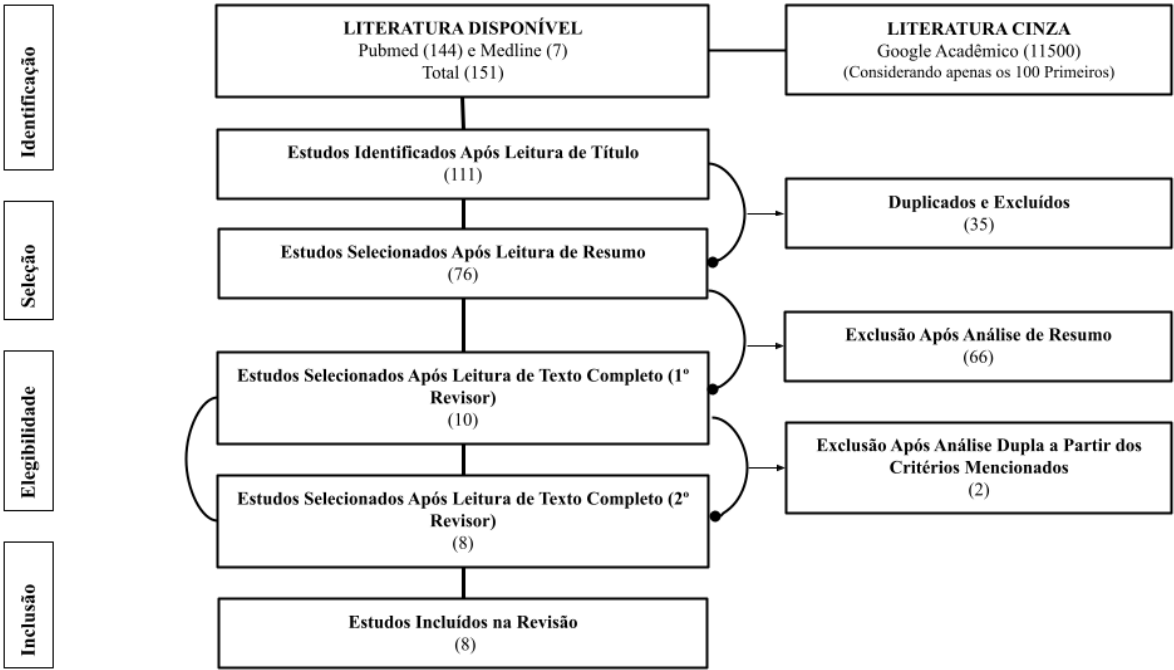 Identificação
LITERATURA DISPONÍVEL
Pubmed (144) e Medline (7)
Total (151)
LITERATURA CINZA
Google Acadêmico (11500)
(Considerando apenas os 100 Primeiros)
Estudos Identificados Após Leitura de Título
(111)
Duplicados e Excluídos
(35)
Seleção
Estudos Selecionados Após Leitura de Resumo
(76)
Exclusão Após Análise de Resumo
(66)
Elegibilidade
Estudos Selecionados Após Leitura de Texto Completo (1º
Revisor)
(10)
Exclusão Após Análise Dupla a Partir dos
Critérios Mencionados
(2)
Estudos Selecionados Após Leitura de Texto Completo (2º
Revisor)
(8)
Inclusão
Estudos Incluídos na Revisão
(8)